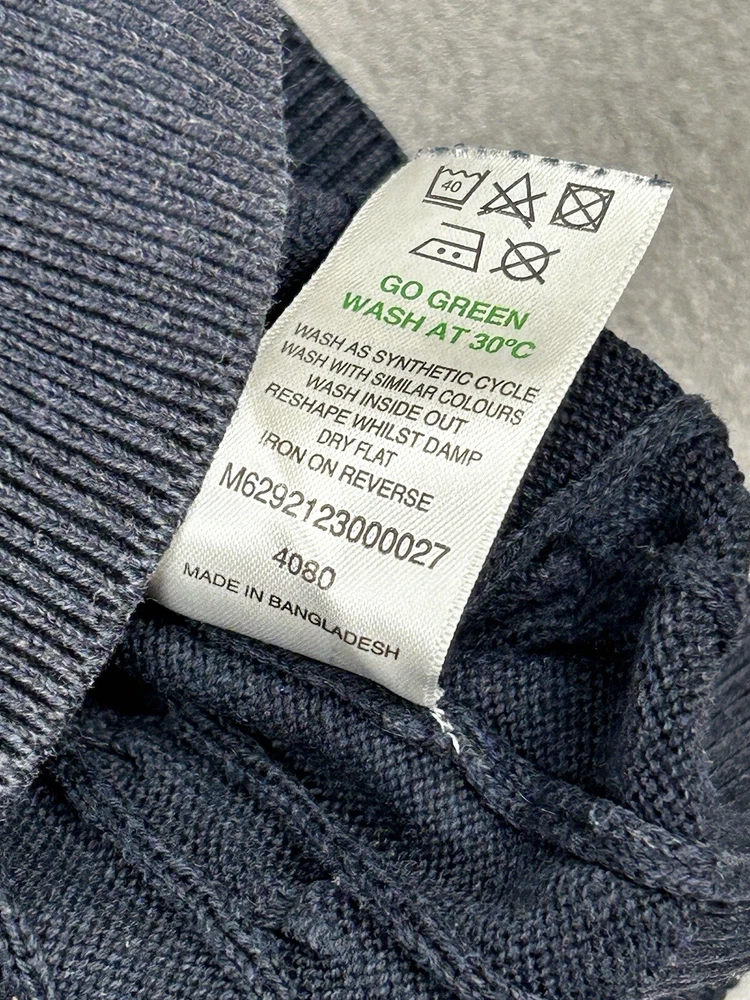 40
GO GREEN
WASH AT 30°C
WASH AS SYNTHETIC CYCLE
WASH WITH SIMILAR COLOURS
WASH INSIDE OUT
RESHAPE WHILST DAMP
DRY FLAT
IRON ON REVERSE
M6292123000027
4080
MADE IN BANGLADESH